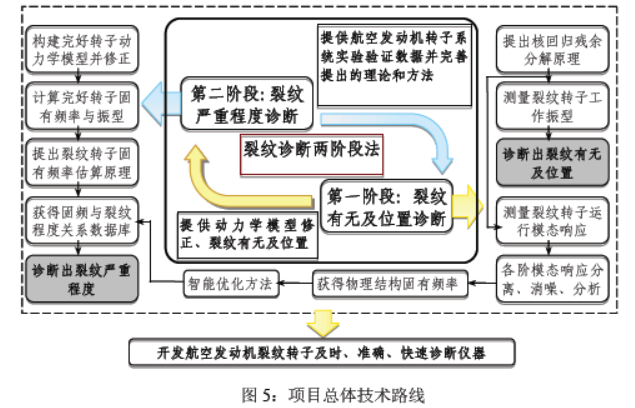 构建完好转子动
力学模型并修正
计算完好转子固
有频率与振型
提出裂纹转子固
有频率估算原理
获得固频与裂纹
程度关系数据库
诊断出裂纹严重
程度
提供航空发动机转子系
统实验验证数据并完善
提出的理论和方法
第二阶段：裂纹
严重程度诊断
裂纹诊断两阶段法
第一阶段：裂纹
有无及位置诊断
提供动力学模型修
正、裂纹有无及位置
提出核回归残余
分解原理
测量裂纹转子工
作振型
诊断出裂纹有无
及位置
测量裂纹转子运
行模态响应
各阶模态响应分
离、消噪、分析
获得物理结构固有频率
智能优化方法
开发航空发动机裂纹转子及时、准确、快速诊断仪器
图 5：项目总体技术路线